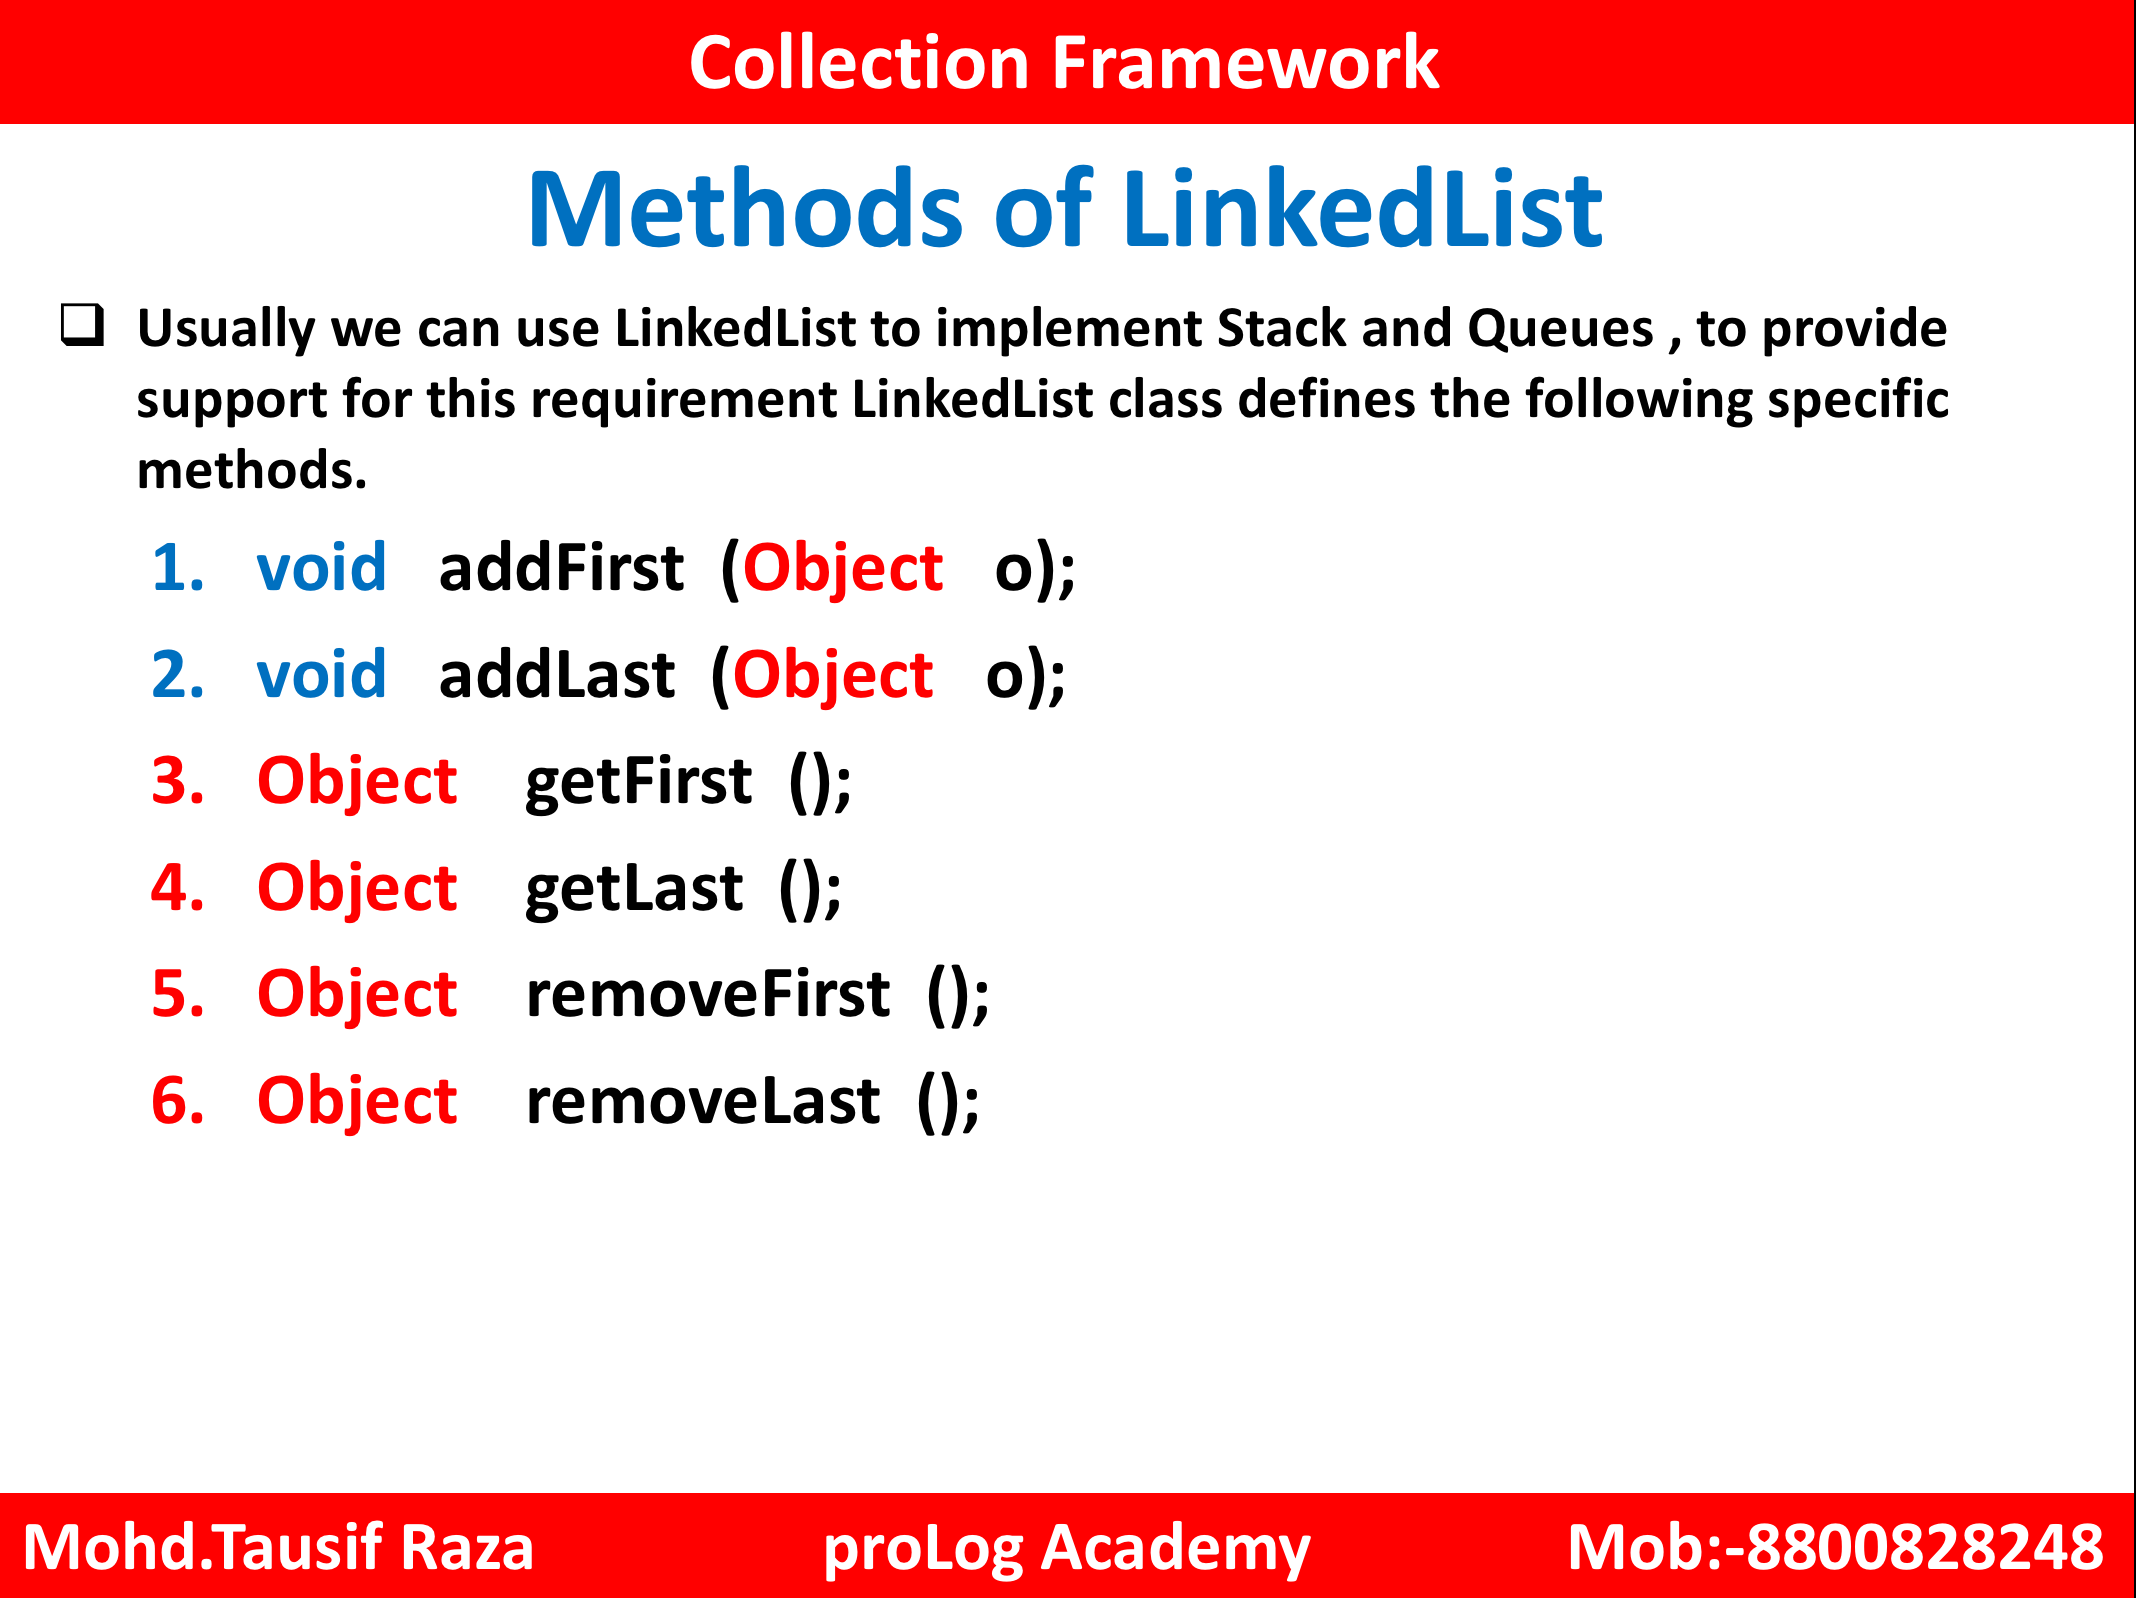 Collection Framework
Methods of LinkedList
❑ Usually we can use LinkedList to implement Stack and Queues , to provide
support for this requirement LinkedList class defines the following specific
methods.
1. void addFirst (Object o);
2. void addLast (Object o);
3. Object getFirst ();
4. Object getLast ();
5. Object removeFirst ();
6. Object removeLast ();
Mohd.Tausif Raza proLog Academy Mob:-8800828248